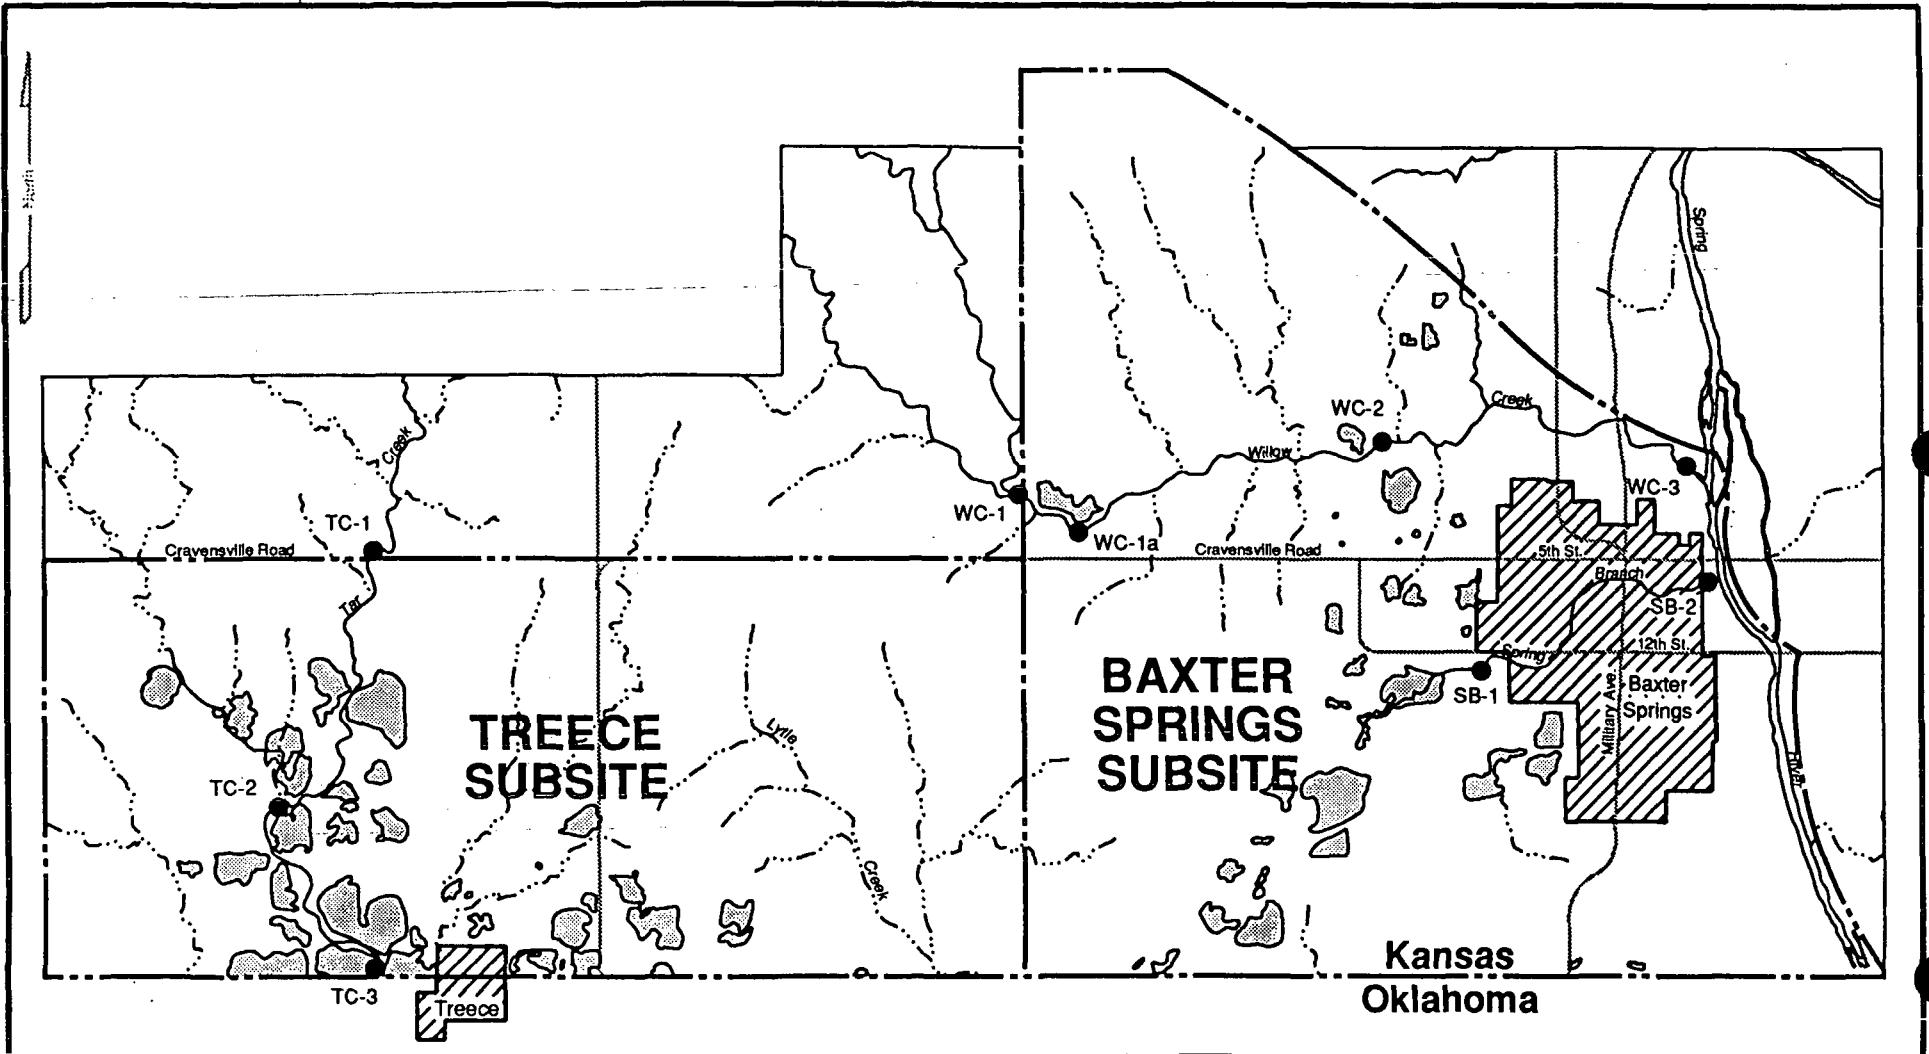 North
Spring
WC-2
Creek
Willow
Creek
WC-3
WC-1
TC-1
WC-1a
Cravensville Road
Cravensville Road
5th St.
Branch
Tar
SB-2
12th St.
Spring
BAXTER
SPRINGS
SUBSITE
SB-1
Military Ave.
Baxter
Springs
TREECE
SUBSITE
Lytle
River
TC-2
Creek
Kansas
Oklahoma
TC-3
Treece